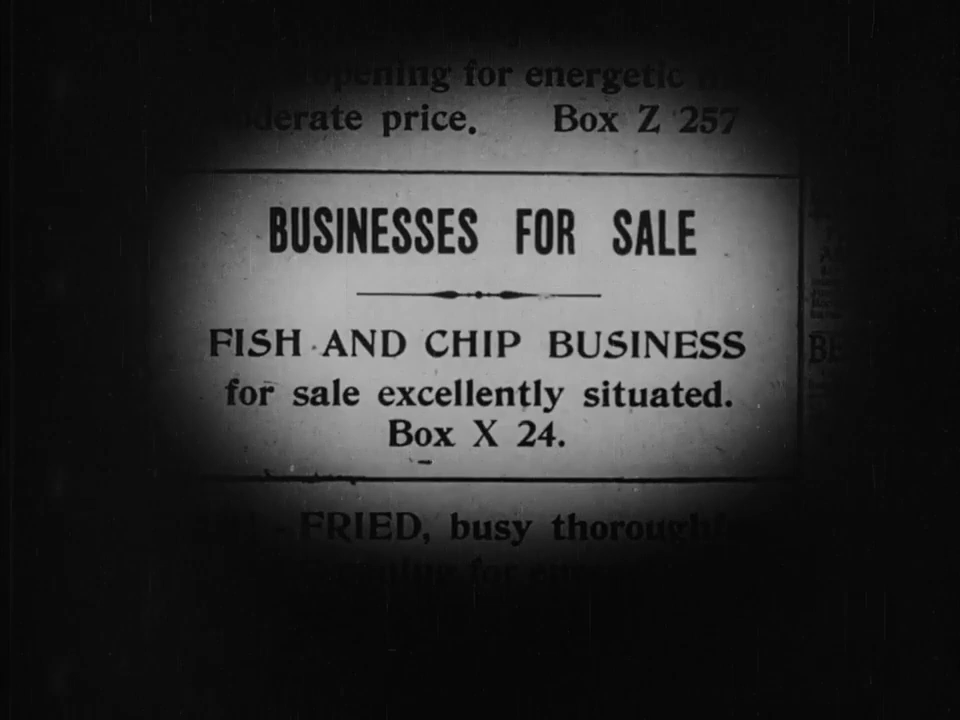 opening for energetic
moderate price. Box Z 257
BUSINESSES FOR SALE
FISH AND CHIP BUSINESS
for sale excellently situated.
Box X 24.
FRIED, busy
for